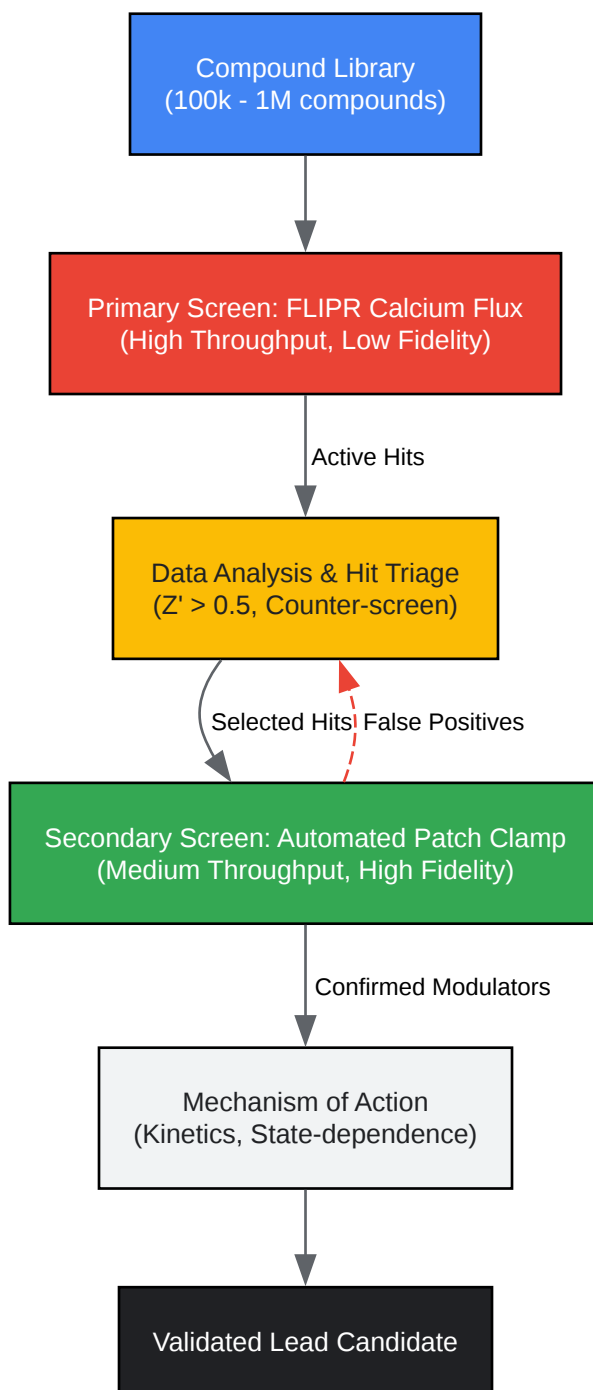 Compound Library
(100k - 1M compounds)
Primary Screen: FLIPR Calcium Flux
(High Throughput, Low Fidelity)
Active Hits
Data Analysis & Hit Triage
(Z' > 0.5, Counter-screen)
Selected Hits
False Positives
Secondary Screen: Automated Patch Clamp
(Medium Throughput, High Fidelity)
Confirmed Modulators
Mechanism of Action
(Kinetics, State-dependence)
Validated Lead Candidate